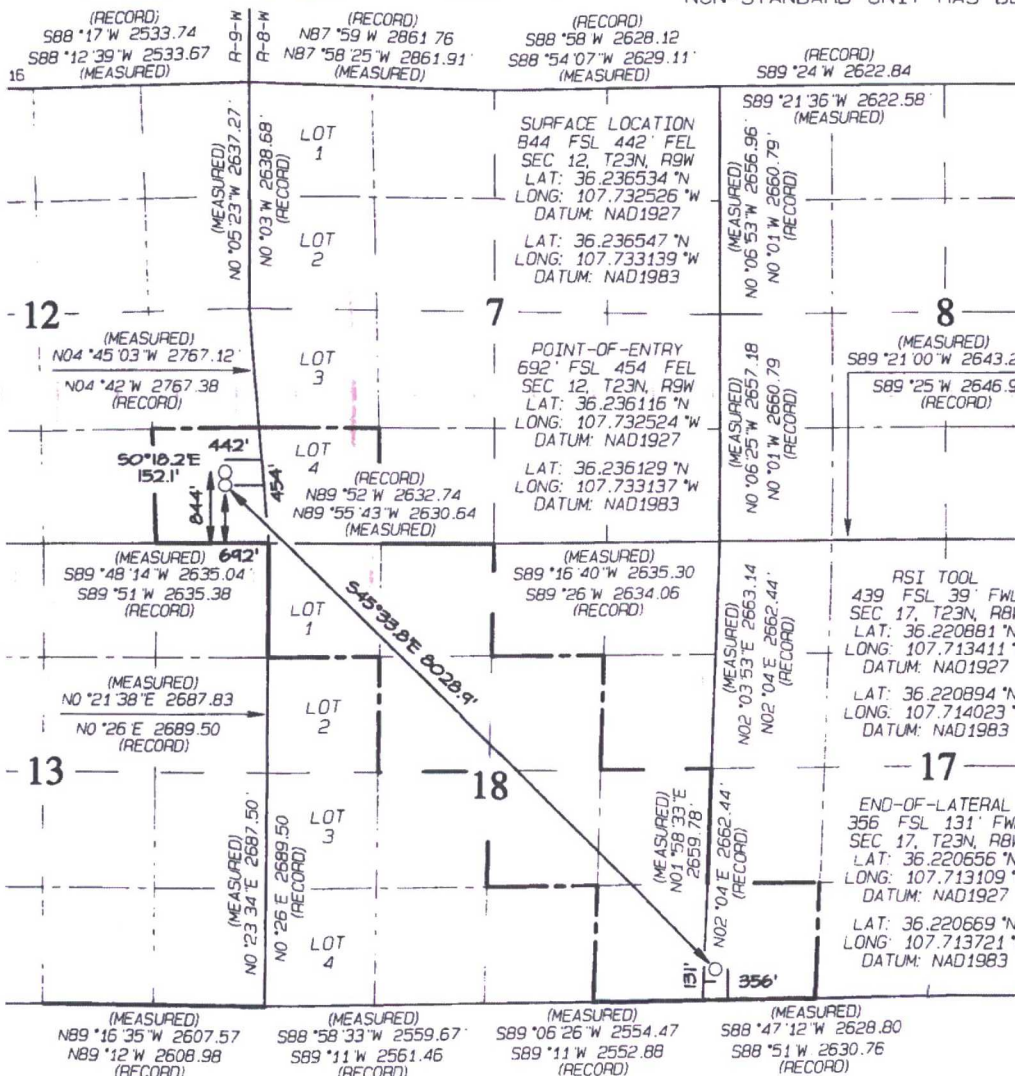 NON-STANDARD UNIT HAS BE
(RECORD)
S88 °17'W 2533.74
S88 °12'39"W 2533.67'
(MEASURED)
16
R-9-W
R-8-W
(RECORD)
N87 °59'W 2861.76
N87 °58'25"W 2861.91'
(MEASURED)
(RECORD)
S88 °58'W 2628.12
S88 °54'07"W 2629.11'
(MEASURED)
(RECORD)
S89 °24'W 2622.84
S89 °21'36"W 2622.58'
(MEASURED)
(MEASURED)
N0 °05'23"W 2637.27'
N0 °03'W 2638.68'
(RECORD)
LOT
1
LOT
2
SURFACE LOCATION
844' FSL 442' FEL
SEC 12, T23N, R9W
LAT: 36.236534 °N
LONG: 107.732526 °W
DATUM: NAD1927
LAT: 36.236547 °N
LONG: 107.733139 °W
DATUM: NAD1983
(MEASURED)
N0 °06'53"W 2656.96'
N0 °01'W 2660.79'
(RECORD)
12
7
8
(MEASURED)
N04 °45'03"W 2767.12'
N04 °42'W 2767.38
(RECORD)
LOT
3
POINT-OF-ENTRY
692' FSL 454' FEL
SEC 12, T23N, R9W
LAT: 36.236116 °N
LONG: 107.732524 °W
DATUM: NAD1927
LAT: 36.236129 °N
LONG: 107.733137 °W
DATUM: NAD1983
(MEASURED)
N0 °06'25"W 2657.18
N0 °01'W 2660.79
(RECORD)
(MEASURED)
S89 °21'00"W 2643.2
S89 °25'W 2646.9
(RECORD)
S0°18.2'E
152.1'
442'
454'
844'
692'
LOT
4
(RECORD)
N89 °52'W 2632.74
N89 °55'43"W 2630.64
(MEASURED)
(MEASURED)
S89 °48'14"W 2635.04'
S89 °51'W 2635.38
(RECORD)
(MEASURED)
S89 °16'40"W 2635.30
S89 °26'W 2634.06
(RECORD)
S45°33.8'E 8028.9'
LOT
1
(MEASURED)
N02 °03'53"E 2663.14
N02 °04'E 2662.44'
(RECORD)
RSI TOOL
439' FSL 39' FWL
SEC 17, T23N, R8W
LAT: 36.220881 °N
LONG: 107.713411 °
DATUM: NAD1927
LAT: 36.220894 °N
LONG: 107.714023 °
DATUM: NAD1983
(MEASURED)
N0 °21'38"E 2687.83
N0 °26'E 2689.50
(RECORD)
LOT
2
13
18
17
(MEASURED)
N0 °23'34"E 2687.50'
N0 °26'E 2689.50
(RECORD)
LOT
3
LOT
4
(MEASURED)
N01 °58'33"E
2659.78'
N02 °04'E 2662.44'
(RECORD)
END-OF-LATERAL
356' FSL 131' FWL
SEC 17, T23N, R8W
LAT: 36.220656 °N
LONG: 107.713109 °
DATUM: NAD1927
LAT: 36.220669 °N
LONG: 107.713721 °
DATUM: NAD1983
131'
356'
(MEASURED)
N89 °16'35"W 2607.57
N89 °12'W 2608.98
(RECORD)
(MEASURED)
S88 °58'33"W 2559.67'
S89 °11'W 2561.46
(RECORD)
(MEASURED)
S89 °06'26"W 2554.47
S89 °11'W 2552.88
(RECORD)
(MEASURED)
S88 °47'12"W 2628.80
S88 °51'W 2630.76
(RECORD)